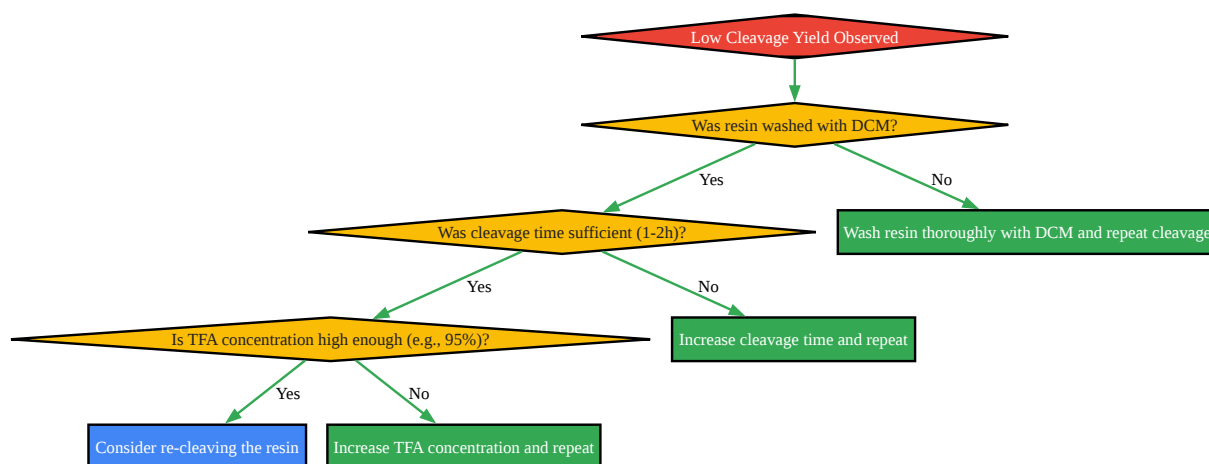 Low Cleavage Yield Observed
Was resin washed with DCM?
Yes
No
Was cleavage time sufficient (1-2h)?
Wash resin thoroughly with DCM and repeat cleavage
Yes
No
Is TFA concentration high enough (e.g., 95%)?
Increase cleavage time and repeat
Yes
No
Consider re-cleaving the resin
Increase TFA concentration and repeat